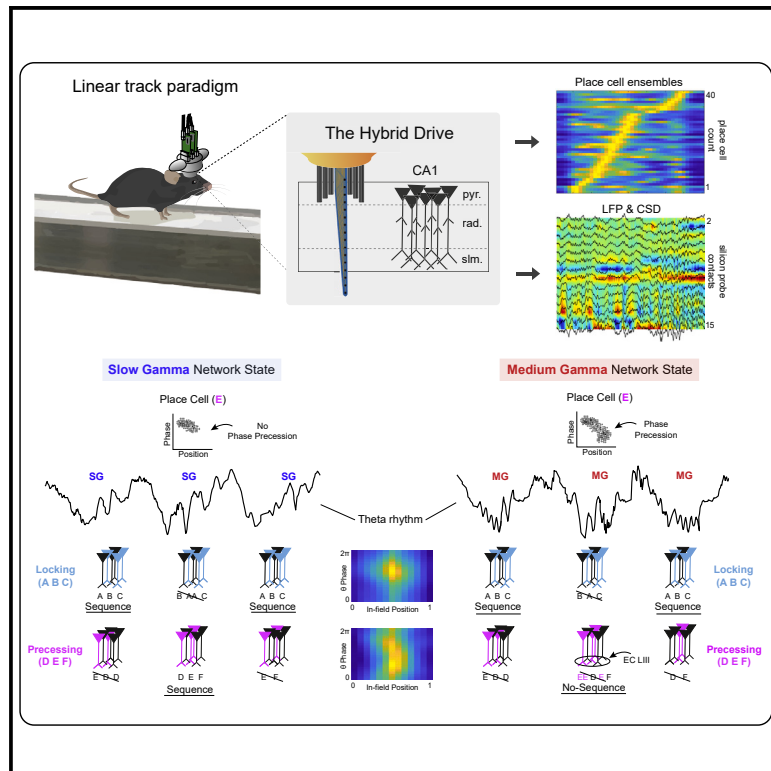 Linear track paradigm
The Hybrid Drive
CA1
pyr.
rad.
slm.
Place cell ensembles
40
place cell
count
1
LFP & CSD
2
silicon probe
contacts
15
Slow Gamma Network State
Medium Gamma Network State
Place Cell (E)
Phase
Position
No
Phase Precession
Place Cell (E)
Phase
Position
Phase
Precession
SG
SG
SG
MG
MG
MG
Theta rhythm
Locking
(A B C)
A B C
Sequence
B AA C
A B C
Sequence
2π
θ Phase
0
0
In-field Position
1
A B C
Sequence
B A C
A B C
Sequence
Locking
(A B C)
Precessing
(D E F)
E D D
D E F
Sequence
E F
2π
θ Phase
0
0
In-field Position
1
E D D
EE D E F
No-Sequence
EC LIII
D F
Precessing
(D E F)